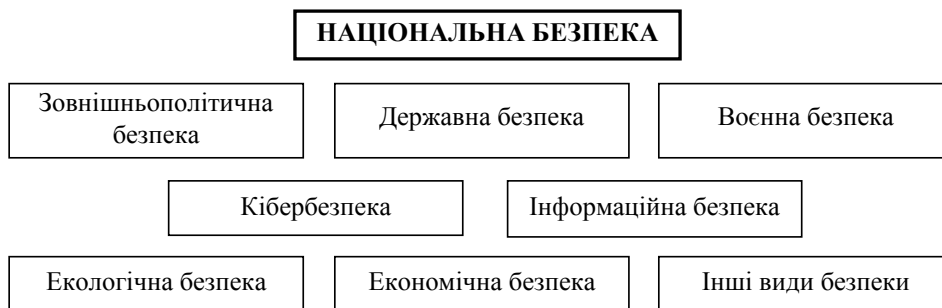 НАЦІОНАЛЬНА БЕЗПЕКА
Зовнішньополітична
безпека
Державна безпека
Воєнна безпека
Кібербезпека
Інформаційна безпека
Екологічна безпека
Економічна безпека
Інші види безпеки